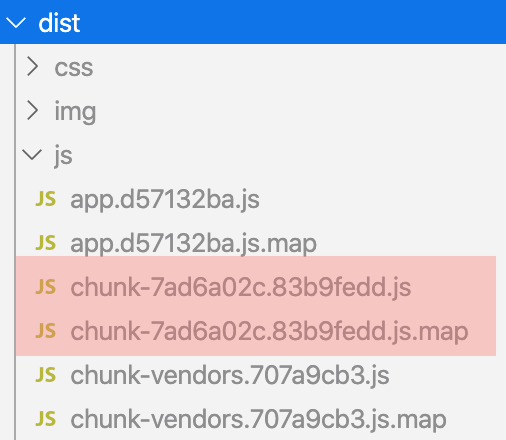 dist
css
img
js
JS app.d57132ba.js
JS app.d57132ba.js.map
JS chunk-7ad6a02c.83b9fedd.js
JS chunk-7ad6a02c.83b9fedd.js.map
JS chunk-vendors.707a9cb3.js
JS chunk-vendors.707a9cb3.js.map